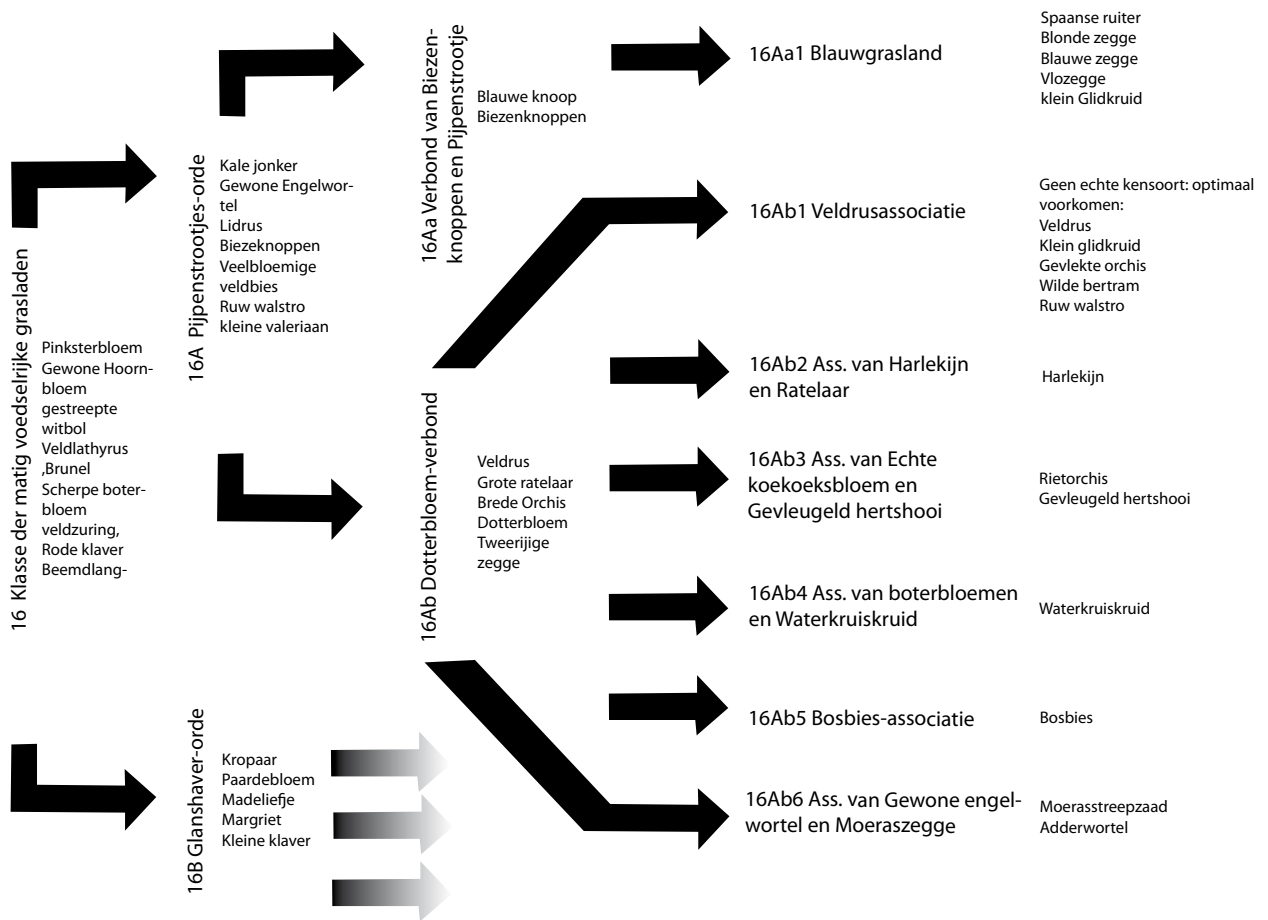 16 Klasse der matig voedselrijke graslanden
Pinksterbloem
Gewone Hoorn-
bloem
gestreepte
witbol
Veldlathyrus
,Brunel
Scherpe boter-
bloem
veldzuring,
Rode klaver
Beemdlang-
16A Pijpenstrootjes-orde
Kale jonker
Gewone Engelwor-
tel
Lidrus
Biezeknoppen
Veelbloemige
veldbies
Ruw walstro
kleine valeriaan
16B Glanshaver-orde
Kropaar
Paardebloem
Madeliefje
Margriet
Kleine klaver
16Aa Verbond van Biezen-
knoppen en Pijpenstrootje
Blauwe knoop
Biezenknoppen
16Ab Dotterbloem-verbond
Veldrus
Grote ratelaar
Brede Orchis
Dotterbloem
Tweerijige
zegge
16Aa1 Blauwgrasland
Spaanse ruiter
Blonde zegge
Blauwe zegge
Vlozegge
klein Glidkruid
16Ab1 Veldrusassociatie
Geen echte kensoort: optimaal
voorkomen:
Veldrus
Klein glidkruid
Gevlekte orchis
Wilde bertram
Ruw walstro
16Ab2 Ass. van Harlekijn
en Ratelaar
Harlekijn
16Ab3 Ass. van Echte
koekoeksbloem en
Gevleugeld hertshooi
Rietorchis
Gevleugeld hertshooi
16Ab4 Ass. van boterbloemen
en Waterkruiskruid
Waterkruiskruid
16Ab5 Bosbies-associatie
Bosbies
16Ab6 Ass. van Gewone engel-
wortel en Moeraszegge
Moerasstreepzaad
Adderwortel